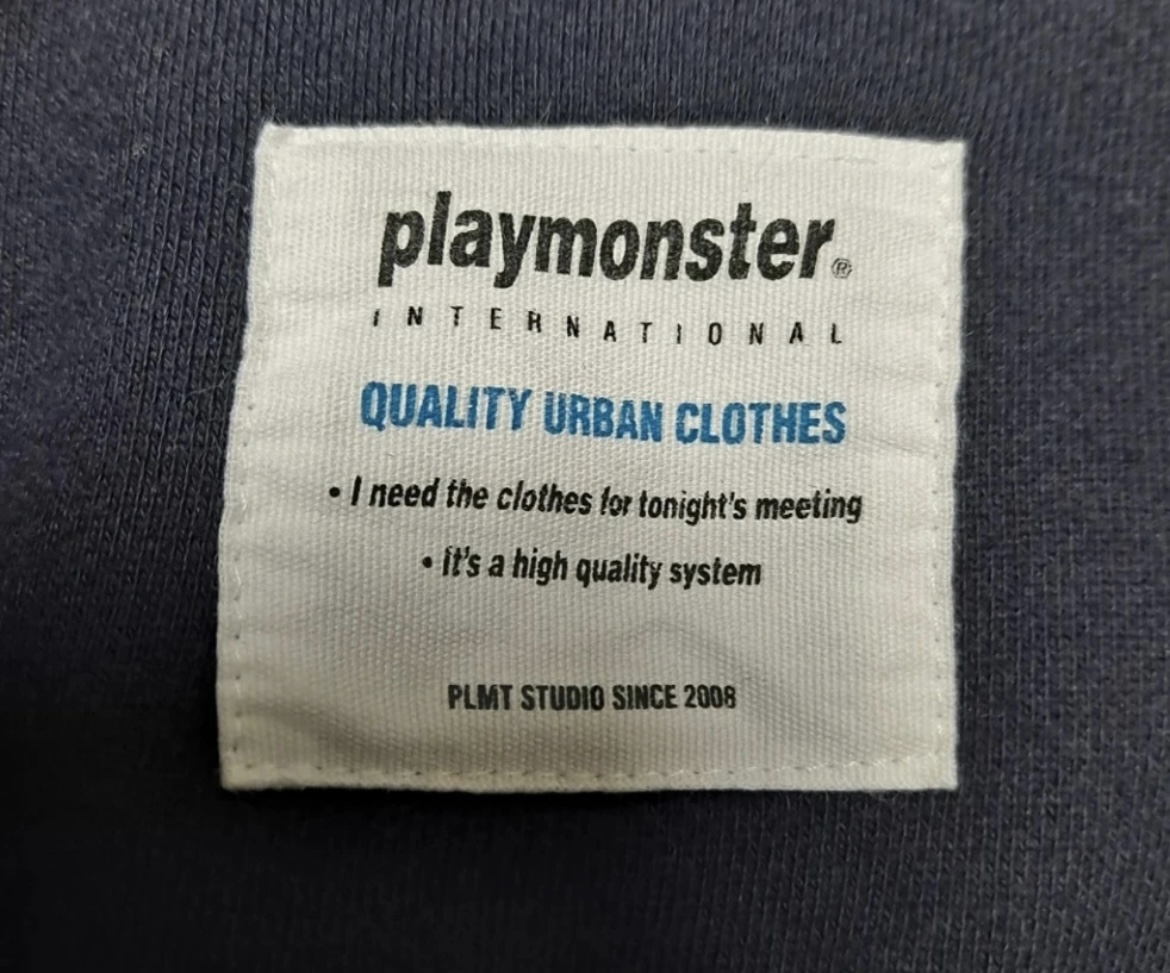 playmonster®
INTERNATIONAL
QUALITY URBAN CLOTHES
• I need the clothes for tonight's meeting
• It's a high quality system
PLMT STUDIO SINCE 2008